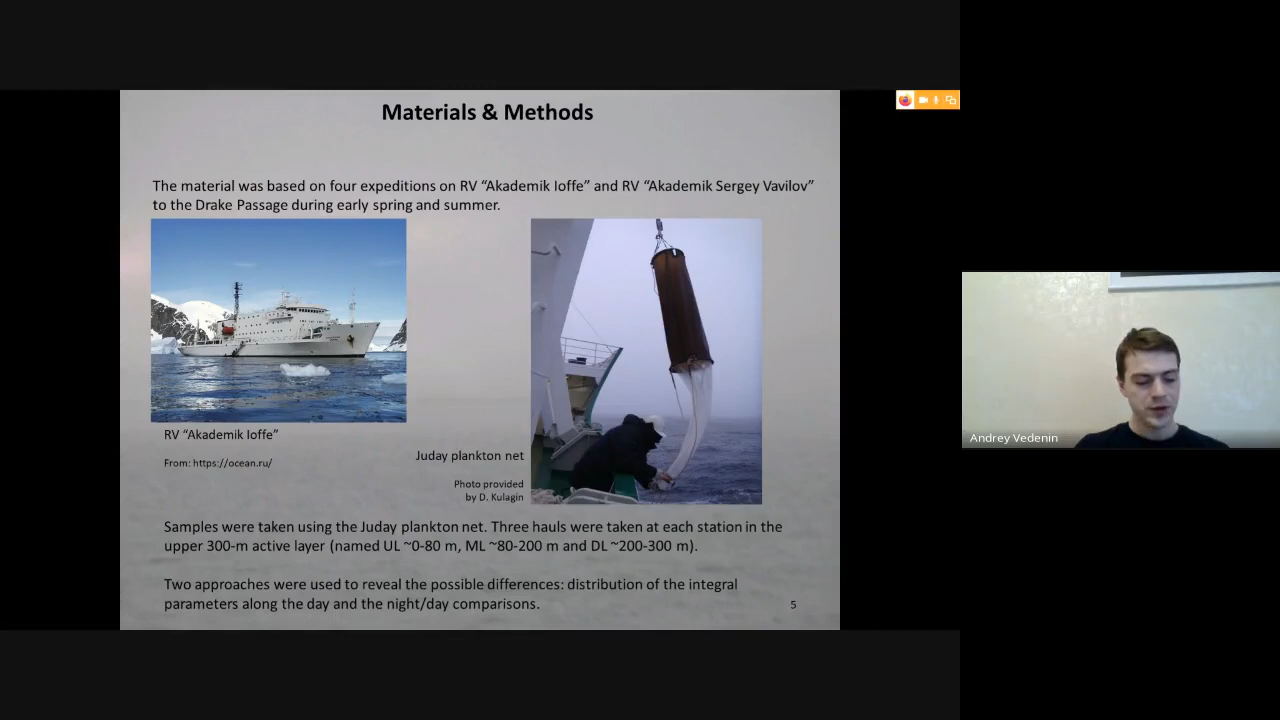 Materials & Methods
The material was based on four expeditions on RV “Akademik Ioffe” and RV “Akademik Sergey Vavilov”
to the Drake Passage during early spring and summer.
RV “Akademik Ioffe”
From: https://ocean.ru/
Juday plankton net
Photo provided
by D. Kulagin
Samples were taken using the Juday plankton net. Three hauls were taken at each station in the
upper 300-m active layer (named UL ~0-80 m, ML ~80-200 m and DL ~200-300 m).
Two approaches were used to reveal the possible differences: distribution of the integral
parameters along the day and the night/day comparisons.
5
Andrey Vedenin